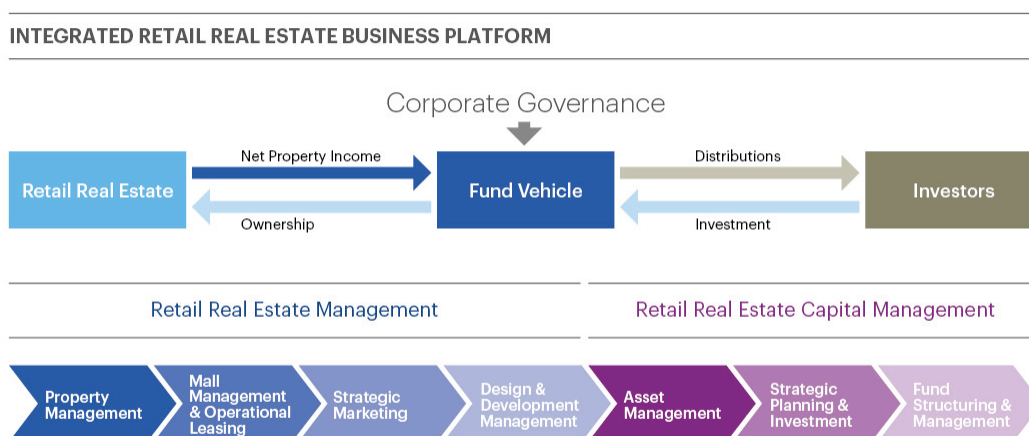 INTEGRATED RETAIL REAL ESTATE BUSINESS PLATFORM
Corporate Governance
Net Property Income
Distributions
Retail Real Estate
Fund Vehicle
Investors
Ownership
Investment
Retail Real Estate Management
Retail Real Estate Capital Management
Property
Management
Mall
Management
& Operational
Leasing
Strategic
Marketing
Design &
Development
Management
Asset
Management
Strategic
Planning &
Investment
Fund
Structuring &
Management